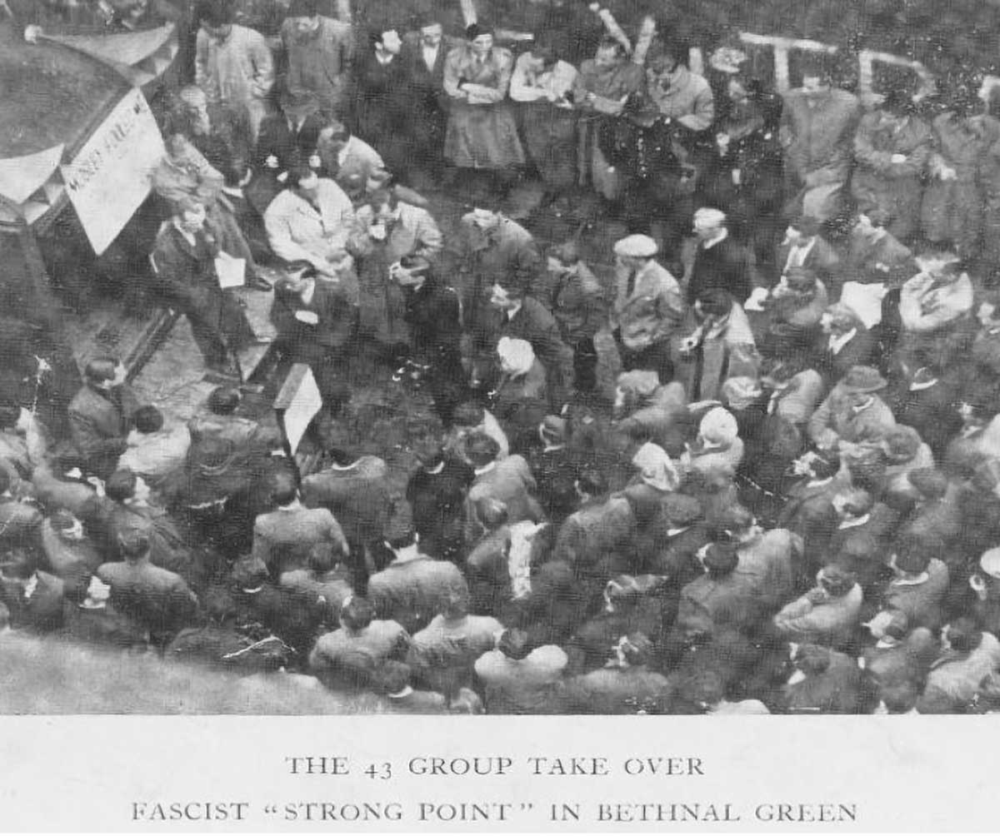 THE 43 GROUP TAKE OVER
FASCIST “STRONG POINT” IN BETHNAL GREEN